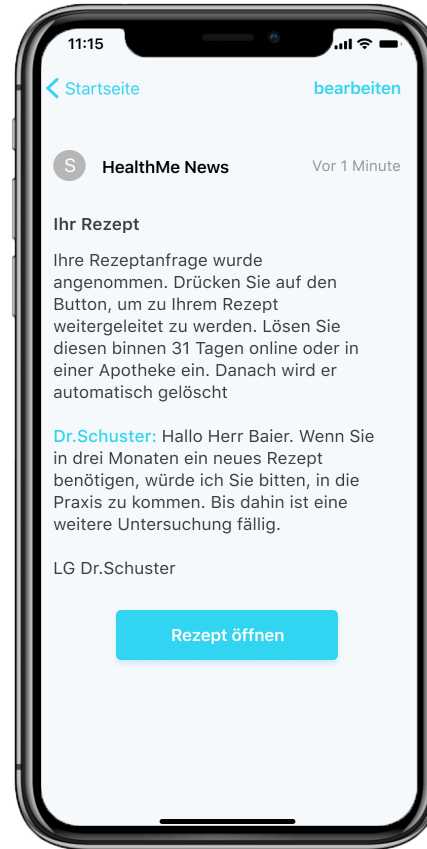 11:15
Startseite
bearbeiten
S
HealthMe News
Vor 1 Minute
Ihr Rezept
Ihre Rezeptanfrage wurde
angenommen. Drücken Sie auf den
Button, um zu Ihrem Rezept
weitergeleitet zu werden. Lösen Sie
diesen binnen 31 Tagen online oder in
einer Apotheke ein. Danach wird er
automatisch gelöscht
Dr.Schuster: Hallo Herr Baier. Wenn Sie
in drei Monaten ein neues Rezept
benötigen, würde ich Sie bitten, in die
Praxis zu kommen. Bis dahin ist eine
weitere Untersuchung fällig.
LG Dr.Schuster
Rezept öffnen